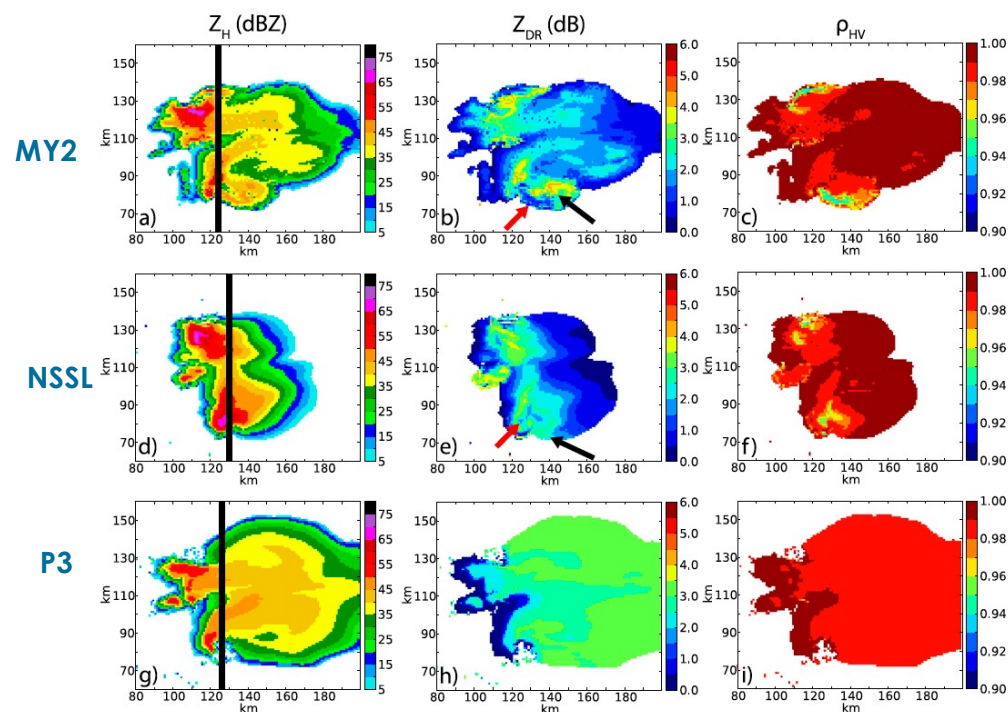 Z_H (dBZ) Z_DR (dB) ρ_HV
MY2
km 150 130 110 90 70
a)
80 100 120 140 160 180
km
75 65 55 45 35 25 15 5
km 150 130 110 90 70
b)
80 100 120 140 160 180
km
6.0 5.0 4.0 3.0 2.0 1.0 0.0
km 150 130 110 90 70
c)
80 100 120 140 160 180
km
1.00 0.98 0.96 0.94 0.92 0.90
NSSL
km 150 130 110 90 70
d)
80 100 120 140 160 180
km
75 65 55 45 35 25 15 5
km 150 130 110 90 70
e)
80 100 120 140 160 180
km
6.0 5.0 4.0 3.0 2.0 1.0 0.0
km 150 130 110 90 70
f)
80 100 120 140 160 180
km
1.00 0.98 0.96 0.94 0.92 0.90
P3
km 150 130 110 90 70
g)
80 100 120 140 160 180
km
75 65 55 45 35 25 15 5
km 150 130 110 90 70
h)
80 100 120 140 160 180
km
6.0 5.0 4.0 3.0 2.0 1.0 0.0
km 150 130 110 90 70
i)
80 100 120 140 160 180
km
1.00 0.98 0.96 0.94 0.92 0.90